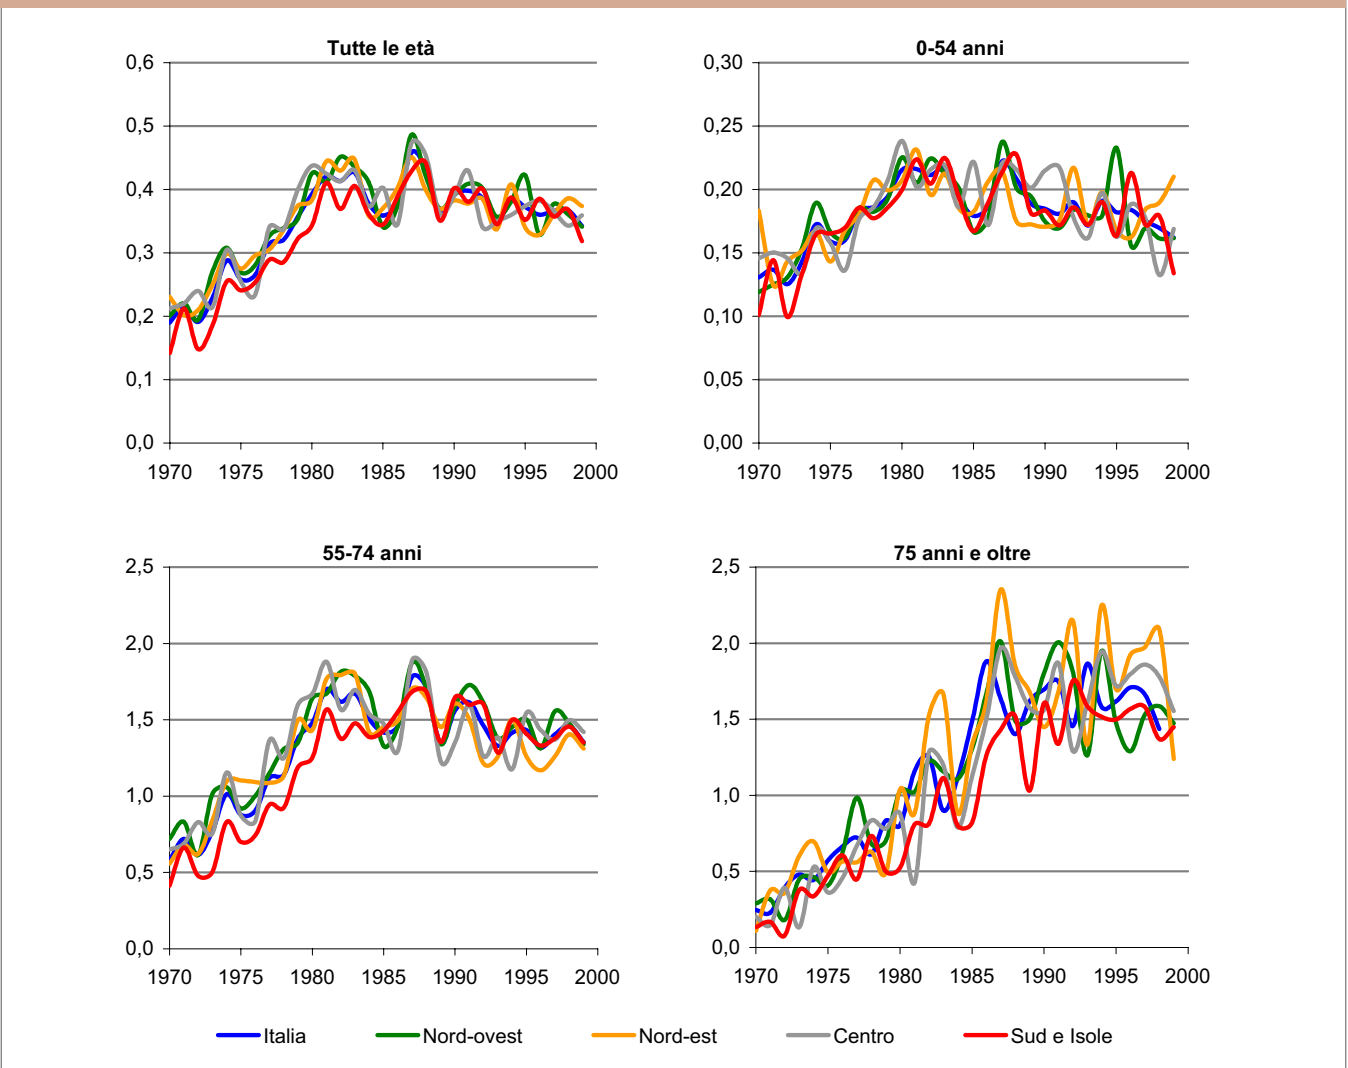 Tutte le età
0,6
0,5
0,4
0,3
0,2
0,1
0,0
1970 1975 1980 1985 1990 1995 2000
0-54 anni
0,30
0,25
0,20
0,15
0,10
0,05
0,00
1970 1975 1980 1985 1990 1995 2000
55-74 anni
2,5
2,0
1,5
1,0
0,5
0,0
1970 1975 1980 1985 1990 1995 2000
75 anni e oltre
2,5
2,0
1,5
1,0
0,5
0,0
1970 1975 1980 1985 1990 1995 2000
Italia Nord-ovest Nord-est Centro Sud e Isole